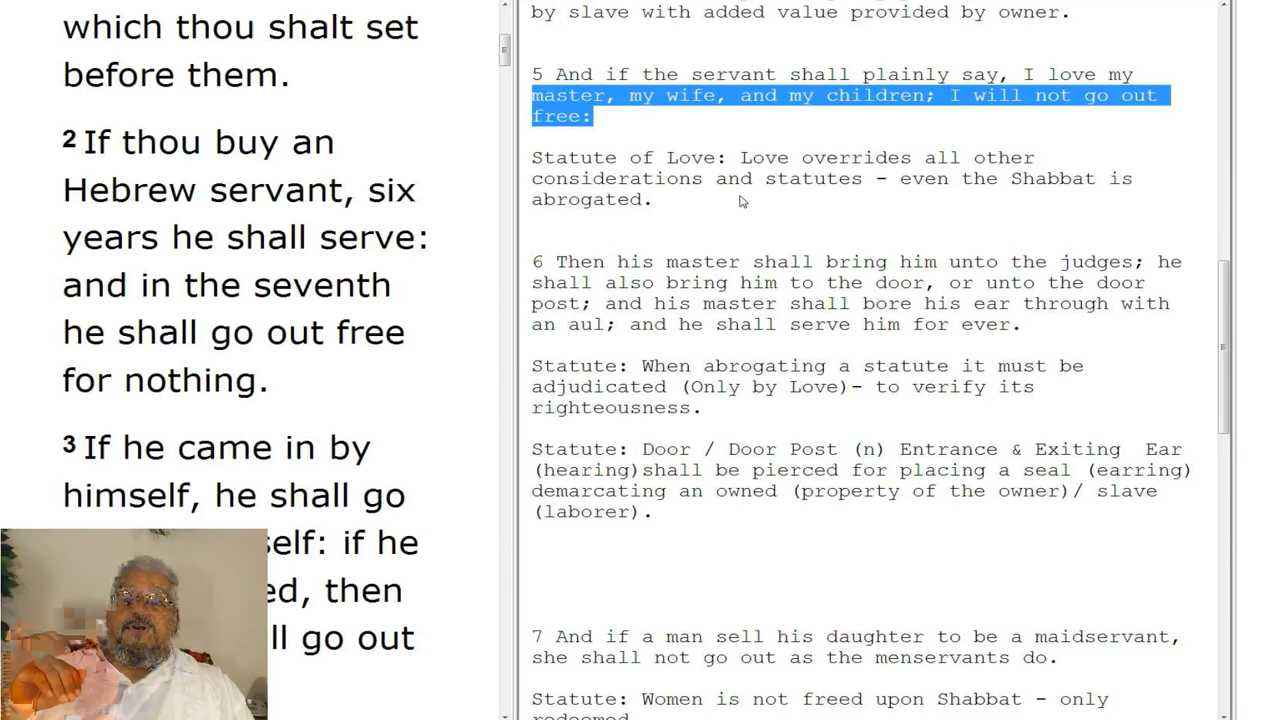 which thou shalt set
before them.
2 If thou buy an
Hebrew servant, six
years he shall serve:
and in the seventh
he shall go out free
for nothing.
3 If he came in by
himself, he shall go
self: if he
ed, then
ll go out
by slave with added value provided by owner.
5 And if the servant shall plainly say, I love my
master, my wife, and my children; I will not go out
free:
Statute of Love: Love overrides all other
considerations and statutes - even the Shabbat is
abrogated.
6 Then his master shall bring him unto the judges; he
shall also bring him to the door, or unto the door
post; and his master shall bore his ear through with
an aul; and he shall serve him for ever.
Statute: When abrogating a statute it must be
adjudicated (Only by Love)- to verify its
righteousness.
Statute: Door / Door Post (n) Entrance & Exiting Ear
(hearing)shall be pierced for placing a seal (earring)
demarcating an owned (property of the owner)/ slave
(laborer).
7 And if a man sell his daughter to be a maidservant,
she shall not go out as the menservants do.
Statute: Women is not freed upon Shabbat - only
redeemed